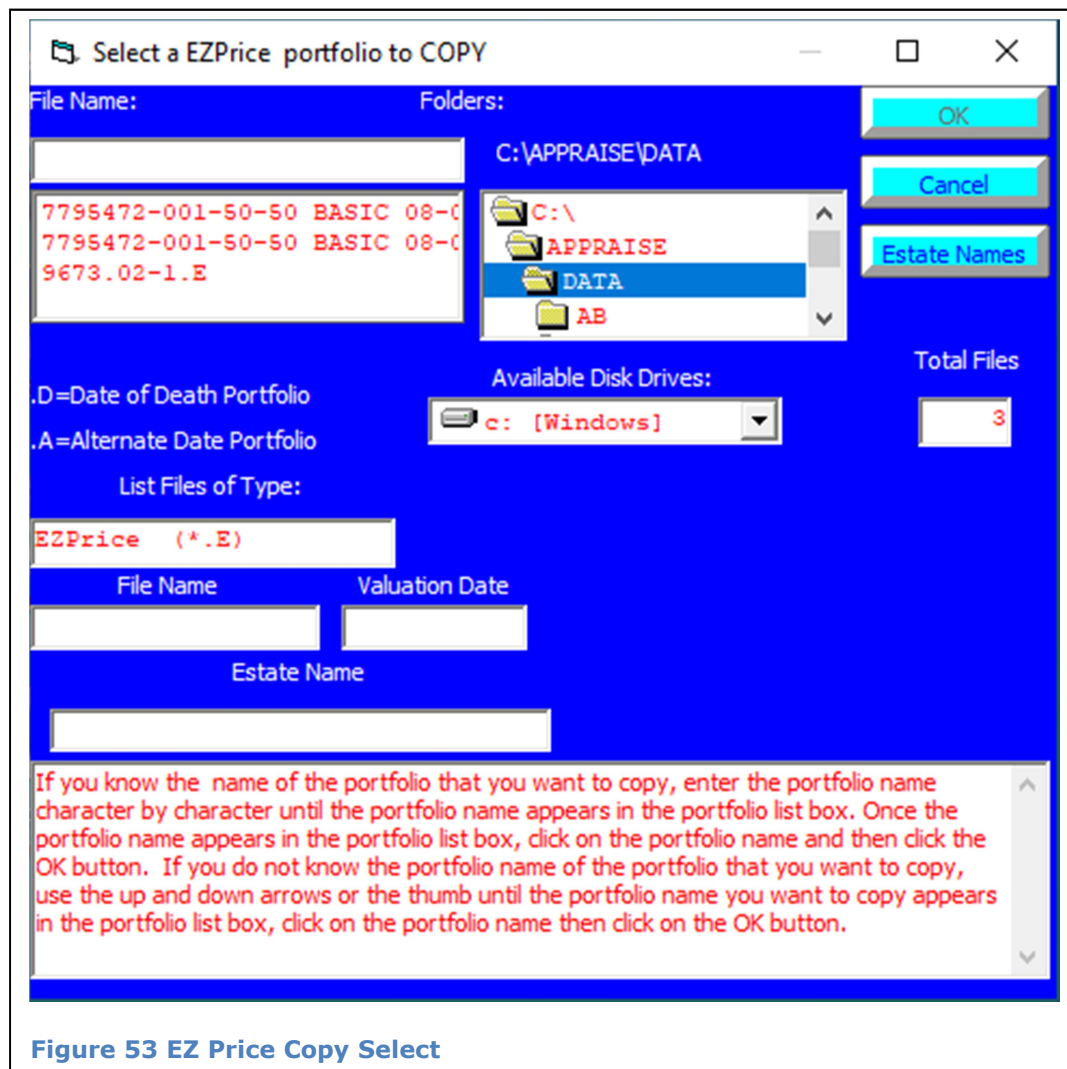 Select a EZPrice  portfolio to COPY
File Name:
Folders:
OK
C:\APPRAISE\DATA
Cancel
7795472-001-50-50 BASIC 08-0
7795472-001-50-50 BASIC 08-0
9673.02-1.E
C:\
APPRAISE
DATA
AB
Estate Names
Total Files
3
Available Disk Drives:
c: [Windows]
.D=Date of Death Portfolio
.A=Alternate Date Portfolio
List Files of Type:
EZPrice  (*.E)
File Name
Valuation Date
Estate Name
If you know the  name of the portfolio that you want to copy, enter the portfolio name
character by character until the portfolio name appears in the portfolio list box. Once the
portfolio name appears in the portfolio list box, click on the portfolio name and then click the
OK button.  If you do not know the portfolio name of the portfolio that you want to copy,
use the up and down arrows or the thumb until the portfolio name you want to copy appears
in the portfolio list box, click on the portfolio name then click on the OK button.
Figure 53 EZ Price Copy Select